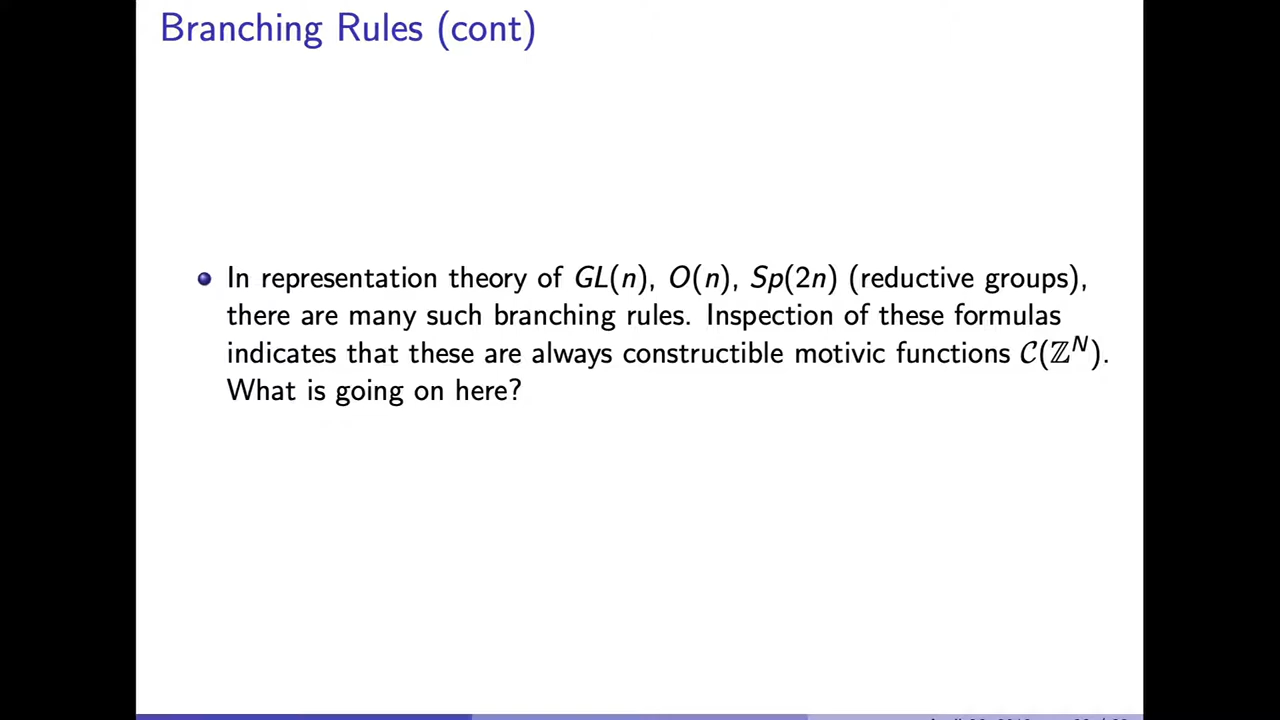 Branching Rules (cont)
In representation theory of GL(n), O(n), Sp(2n) (reductive groups),
there are many such branching rules. Inspection of these formulas
indicates that these are always constructible motivic functions 𝒞(ℤᴺ).
What is going on here?